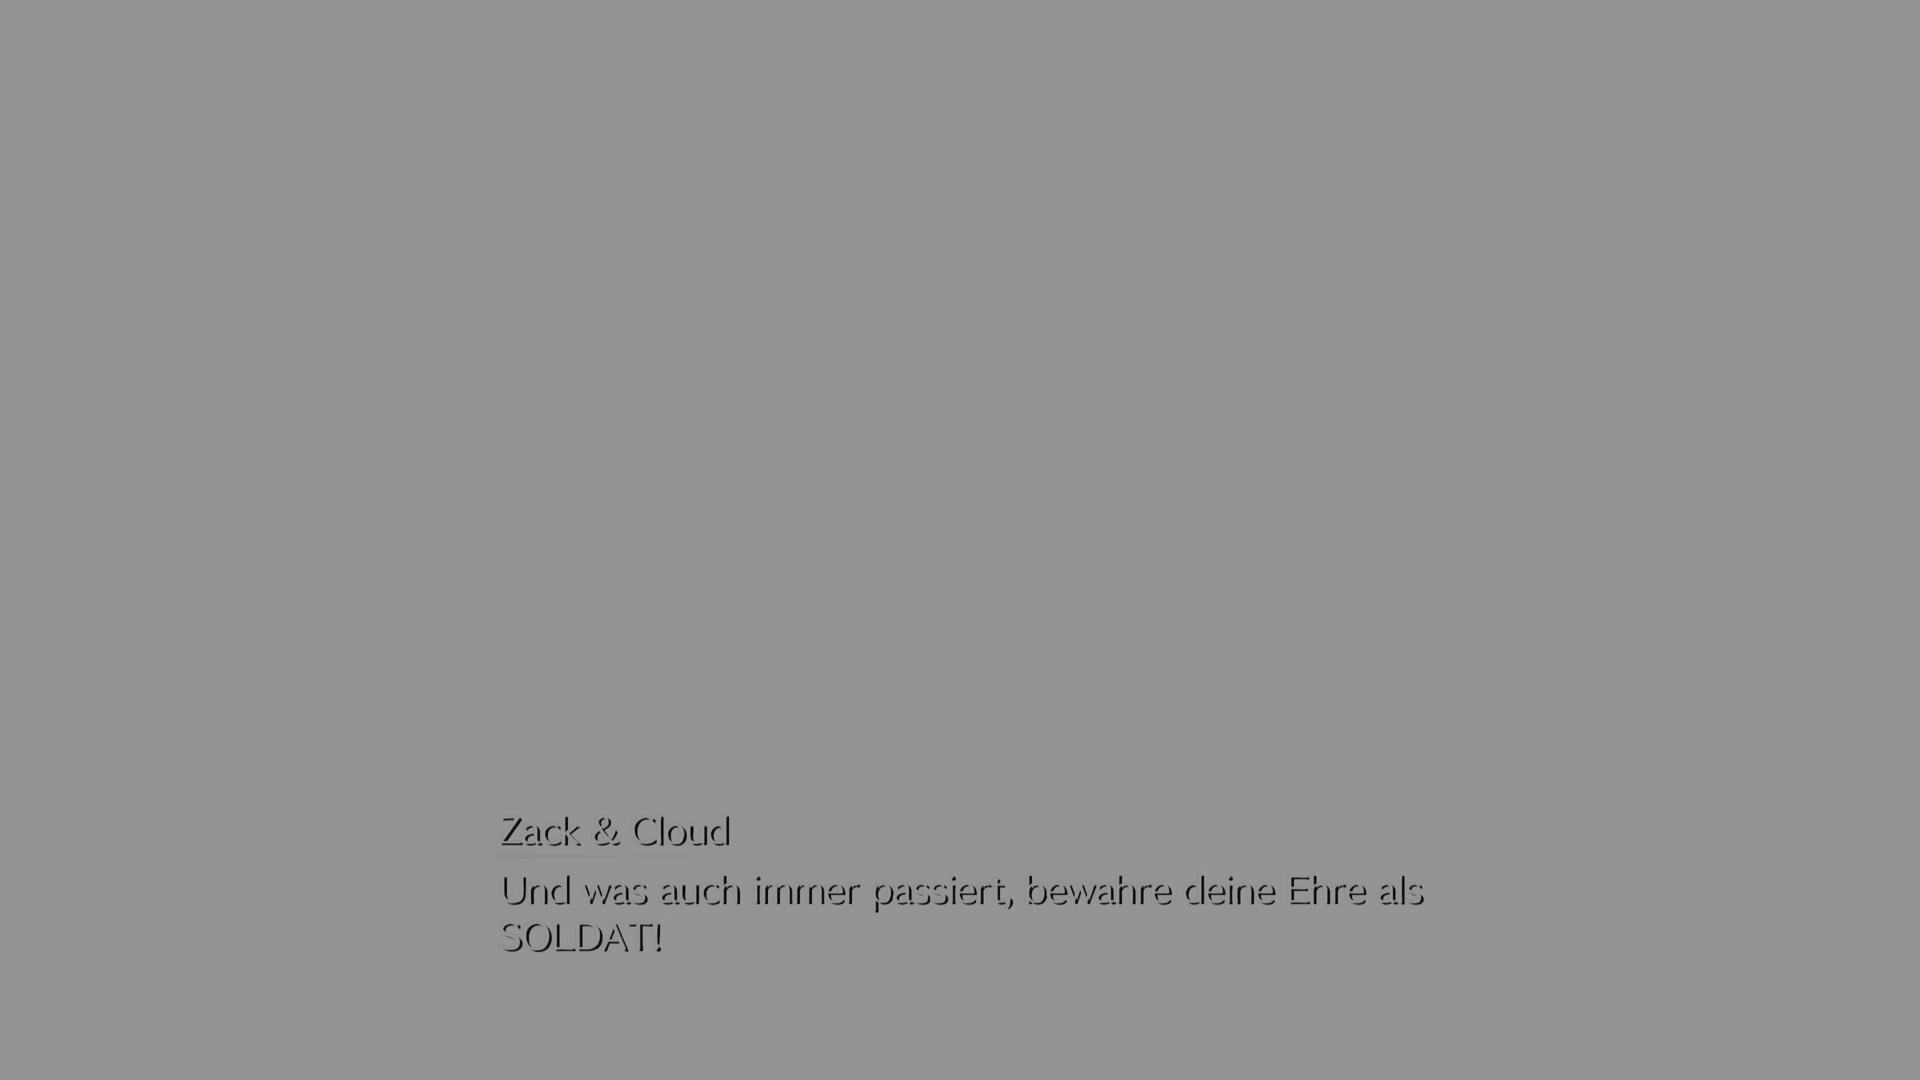 Zack & Cloud
Und was auch immer passiert, bewahre deine Ehre als
SOLDAT!